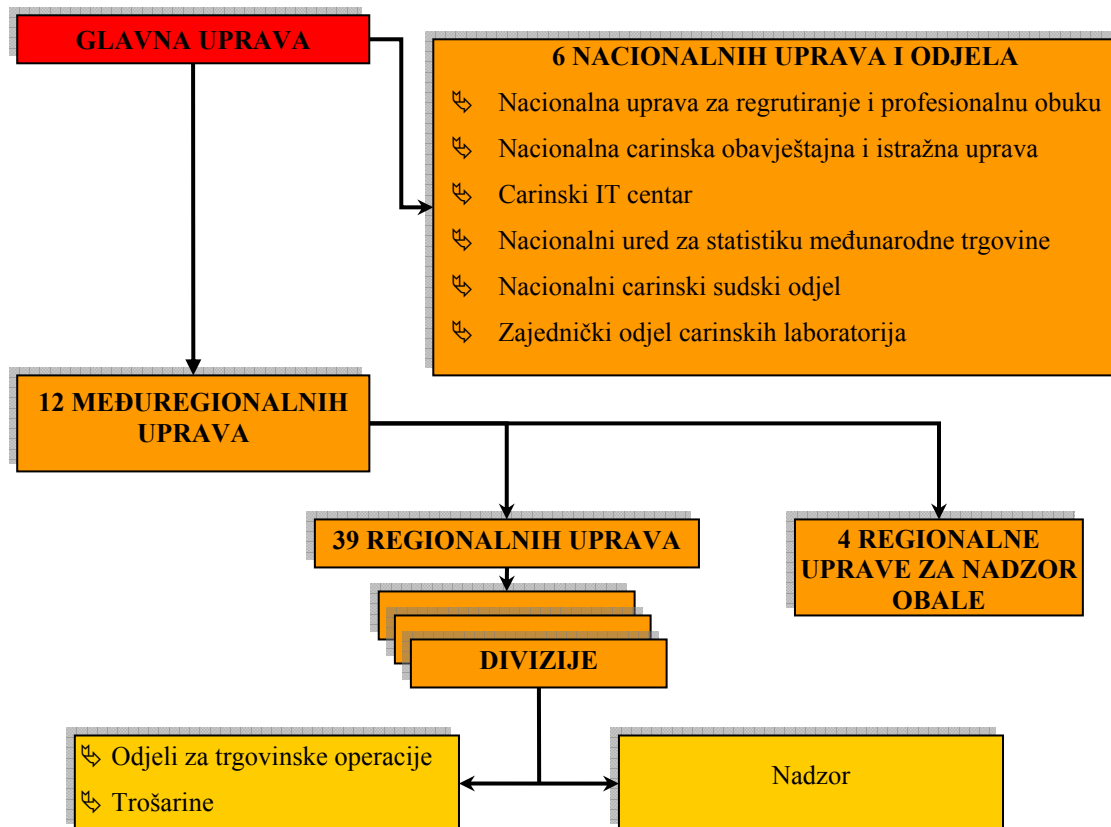 GLAVNA UPRAVA
6 NACIONALNIH UPRAVA I ODJELA
Nacionalna uprava za regrutiranje i profesionalnu obuku
Nacionalna carinska obavještajna i istražna uprava
Carinski IT centar
Nacionalni ured za statistiku međunarodne trgovine
Nacionalni carinski sudski odjel
Zajednički odjel carinskih laboratorija
12 MEĐUREGIONALNIH
UPRAVA
39 REGIONALNIH UPRAVA
4 REGIONALNE
UPRAVE ZA NADZOR
OBALE
DIVIZIJE
Odjeli za trgovinske operacije
Trošarine
Nadzor